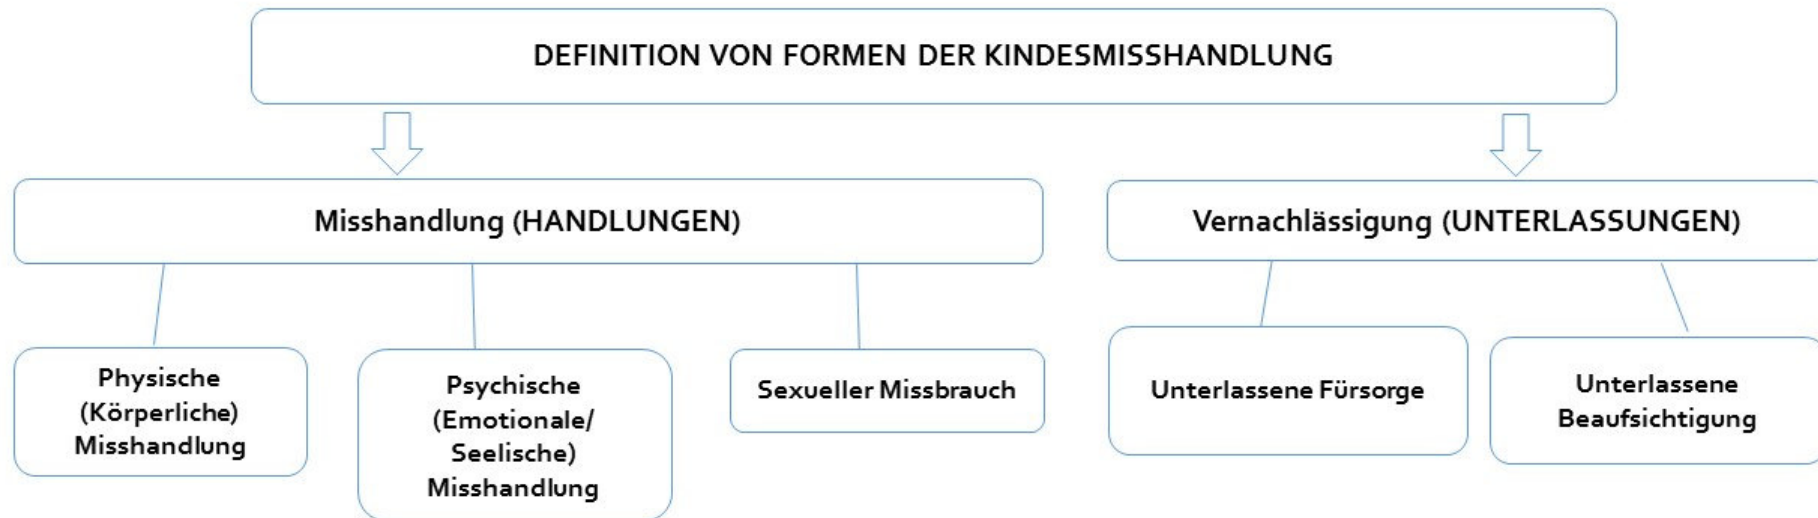 DEFINITION VON FORMEN DER KINDESMISSHANDLUNG
Misshandlung (HANDLUNGEN)
Vernachlässigung (UNTERLASSUNGEN)
Physische
(Körperliche)
Misshandlung
Psychische
(Emotionale/
Seelische)
Misshandlung
Sexueller Missbrauch
Unterlassene Fürsorge
Unterlassene
Beaufsichtigung